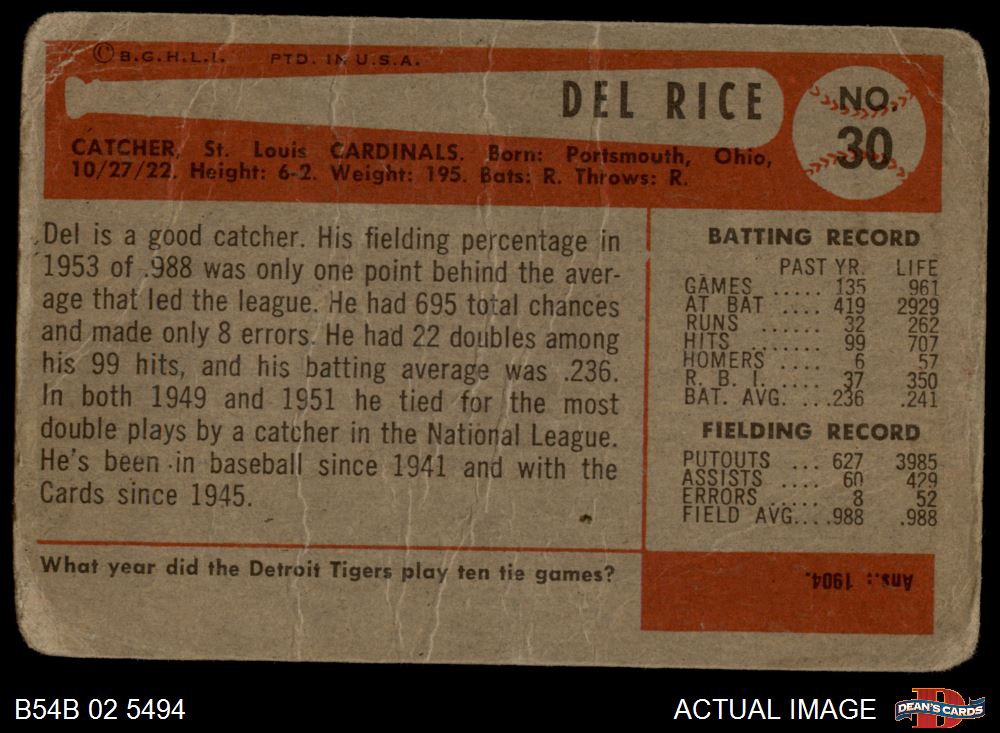 © B.G.H.L.I. PTD. IN U.S.A.
DEL RICE
NO. 30
CATCHER, St. Louis CARDINALS. Born: Portsmouth, Ohio,
10/27/22. Height: 6-2. Weight: 195. Bats: R. Throws: R.
Del is a good catcher. His fielding percentage in
1953 of .988 was only one point behind the aver-
age that led the league. He had 695 total chances
and made only 8 errors. He had 22 doubles among
his 99 hits, and his batting average was .236.
In both 1949 and 1951 he tied for the most
double plays by a catcher in the National League.
He's been in baseball since 1941 and with the
Cards since 1945.
BATTING RECORD
PAST YR. LIFE
GAMES ..... 135 961
AT BAT .... 419 2929
RUNS ...... 32 262
HITS ....... 99 707
HOMERS .... 6 57
R. B. I. .... 37 350
BAT. AVG. ...236 .241
FIELDING RECORD
PUTOUTS ... 627 3985
ASSISTS .... 60 429
ERRORS ..... 8 52
FIELD AVG....988 .988
What year did the Detroit Tigers play ten tie games?
Ans.: 1904.
B54B 02 5494
ACTUAL IMAGE
D
DEAN'S CARDS